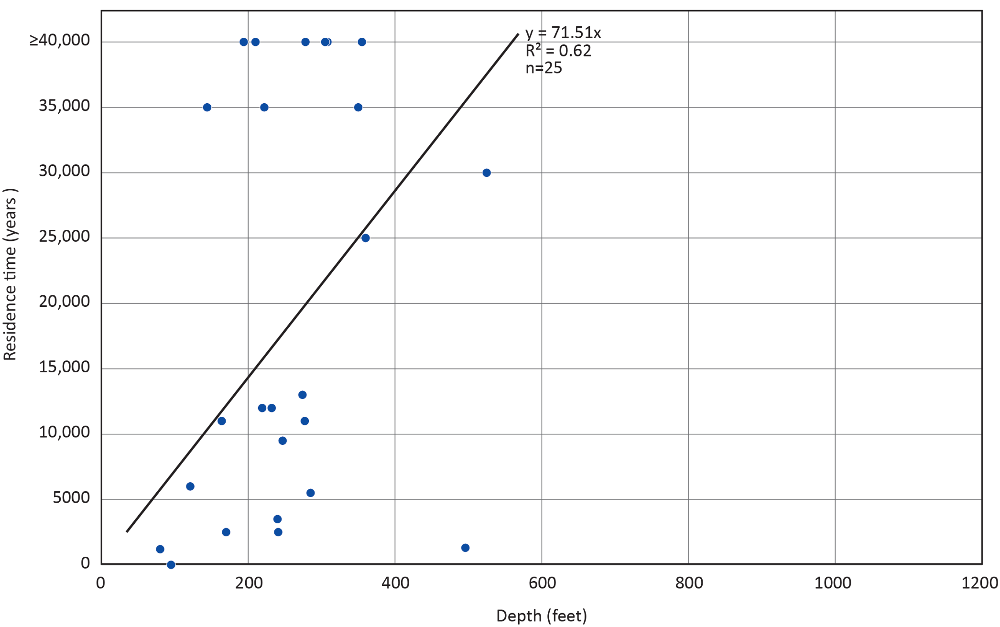 y = 71.51x
R² = 0.62
n=25
≥40,000
35,000
30,000
25,000
20,000
15,000
10,000
5000
0
Residence time (years )
0 200 400 600 800 1000 1200
Depth (feet)